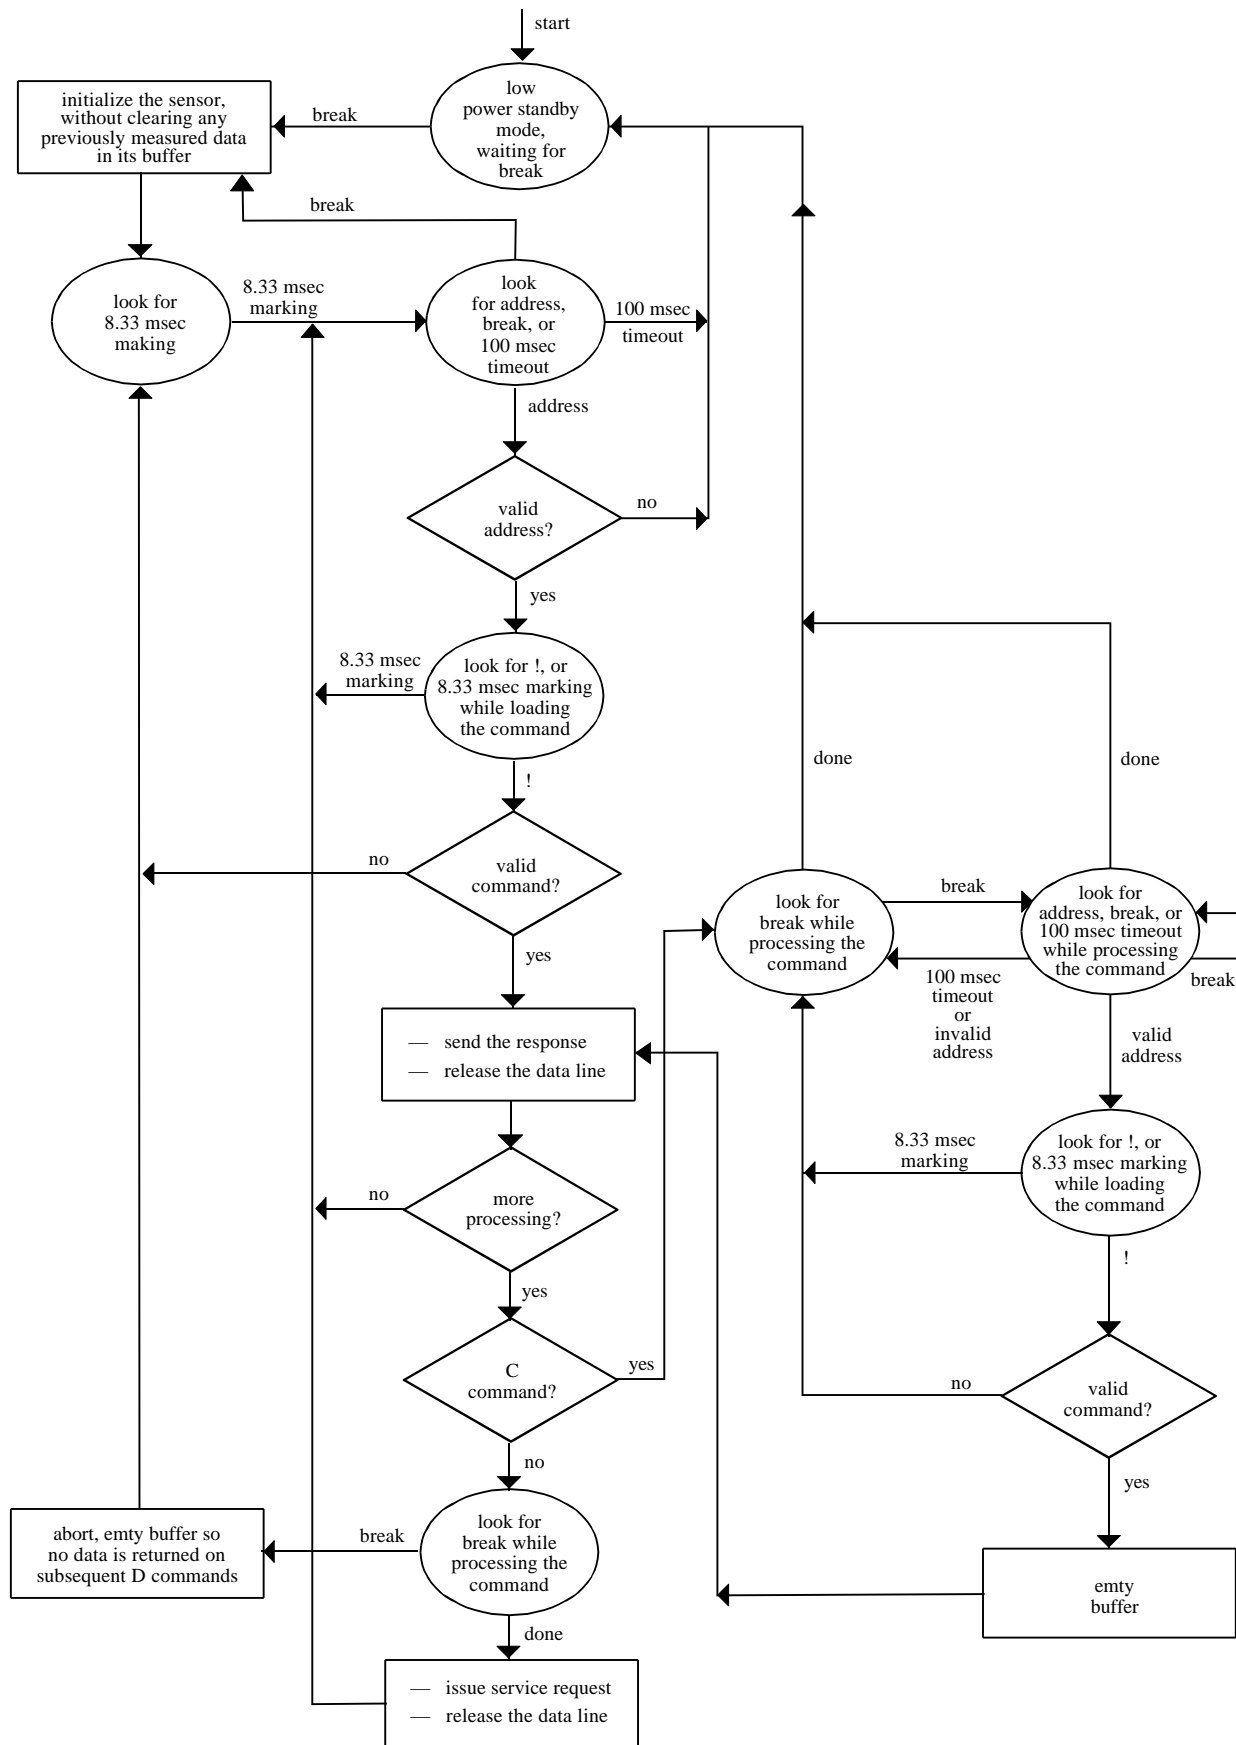 start
low
power standby
mode,
waiting for
break
break
initialize the sensor,
without clearing any
previously measured data
in its buffer
break
look for
8.33 msec
making
8.33 msec
marking
look
for address,
break, or
100 msec
timeout
100 msec
timeout
address
valid
address?
no
yes
8.33 msec
marking
look for !, or
8.33 msec marking
while loading
the command
!
no
valid
command?
yes
— send the response
— release the data line
no
more
processing?
yes
C
command?
yes
no
look for
break while
processing the
command
break
abort, emty buffer so
no data is returned on
subsequent D commands
done
— issue service request
— release the data line
done
done
look for
break while
processing the
command
break
look for
address, break, or
100 msec timeout
while processing
the command
break
100 msec
timeout
or
invalid
address
valid
address
8.33 msec
marking
look for !, or
8.33 msec marking
while loading
the command
!
no
valid
command?
yes
emty
buffer